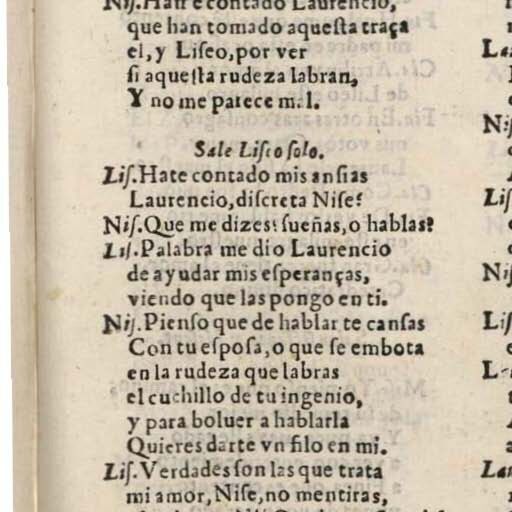 Niſ. Han te contado Laurencio,
que han tomado aqueſta traça
el, y Liſeo, por ver
ſi aqueſta rudeza labran,
Y no me parece mal.
Sale Liſeo ſolo.
Liſ. Hate contado mis anſias
Laurencio, diſcreta Niſe?
Niſ. Que me dizes? ſueñas, o hablas?
Liſ. Palabra me dio Laurencio
de ayudar mis eſperanças,
viendo que las pongo en ti.
Niſ. Pienſo que de hablar te canſas
Con tu eſpoſa, o que ſe embota
en la rudeza que labras
el cuchillo de tu ingenio,
y para boluer a hablarla
Quieres darte vn filo en mi.
Liſ. Verdades ſon las que trata
mi amor, Niſe, no mentiras,